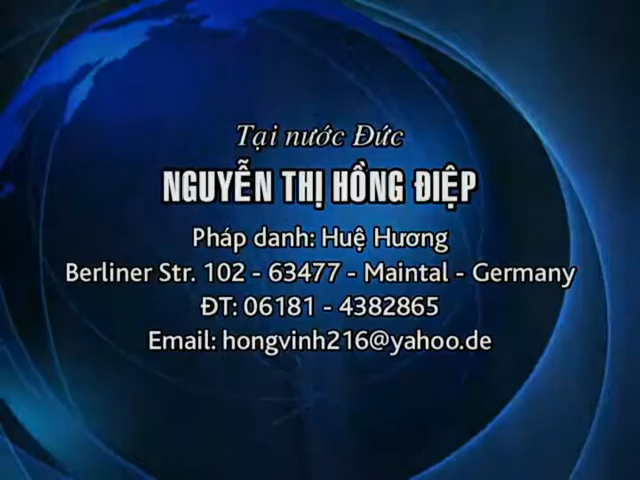 Tại nước Đức
NGUYỄN THỊ HỒNG ĐIỆP
Pháp danh: Huệ Hương
Berliner Str. 102 - 63477 - Maintal - Germany
ĐT: 06181 - 4382865
Email: hongvinh216@yahoo.de